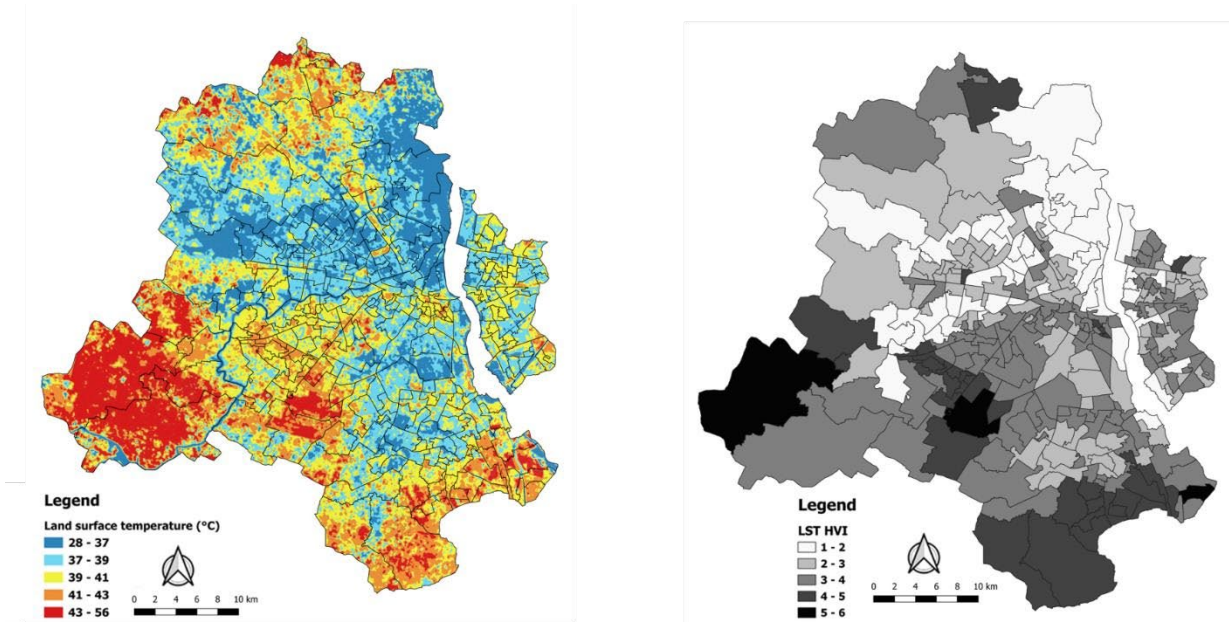 Legend
Land surface temperature (°C)
28 - 37
37 - 39
39 - 41
41 - 43
43 - 56
0 2 4 6 8 10 km
Legend
LST HVI
1 - 2
2 - 3
3 - 4
4 - 5
5 - 6
0 2 4 6 8 10 km